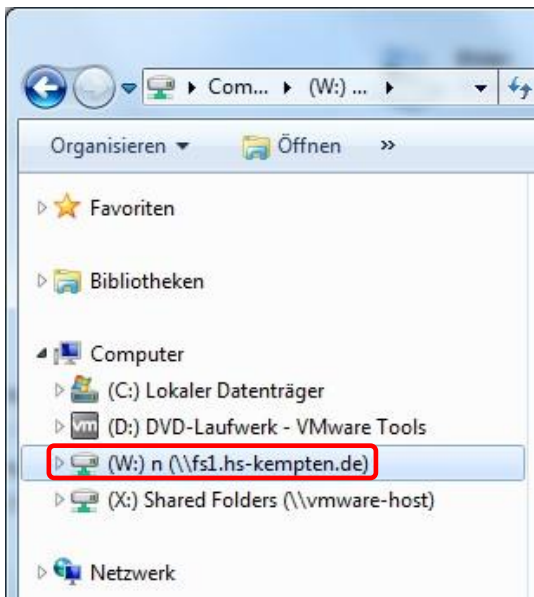 Com... (W:) ...
Organisieren Öffnen »
Favoriten
Bibliotheken
Computer
(C:) Lokaler Datenträger
vm (D:) DVD-Laufwerk - VMware Tools
(W:) n (\\fs1.hs-kempten.de)
(X:) Shared Folders (\\vmware-host)
Netzwerk